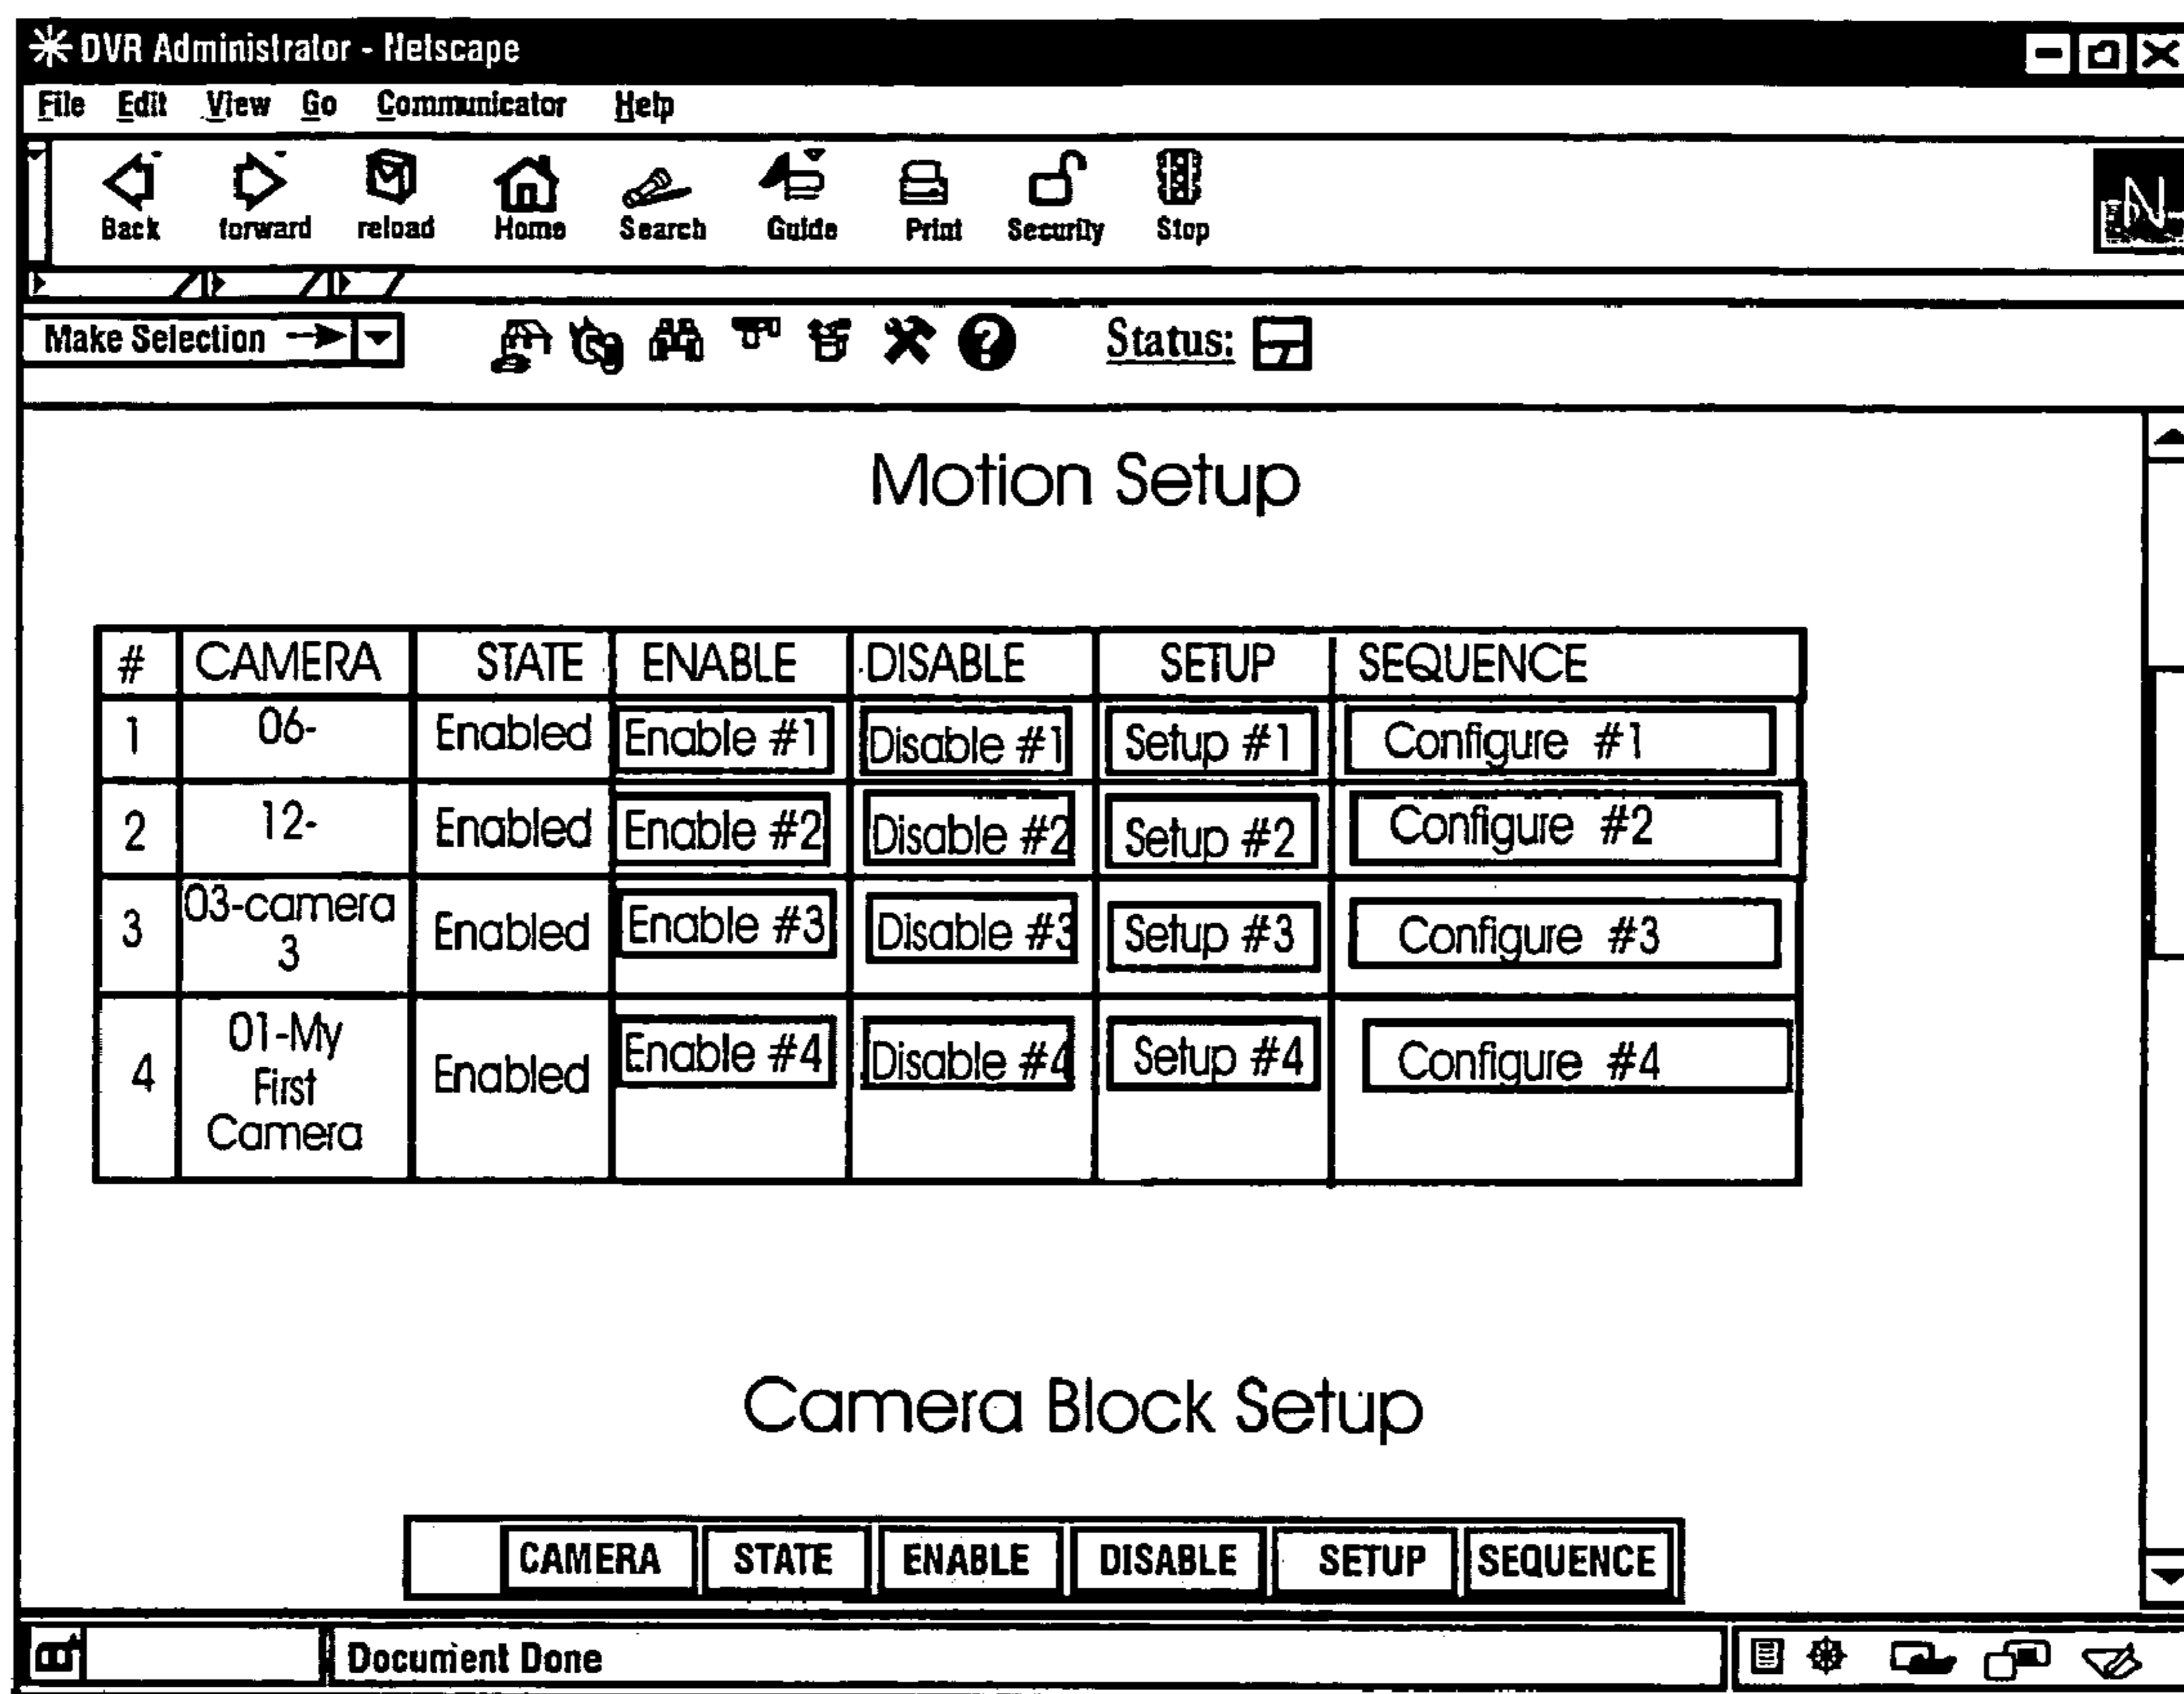 DVR Administrator - Netscape
File Edit View Go Communicator Help
Back forward reload Home Search Guide Print Security Stop
N
Make Selection ? Status:
Motion Setup
# CAMERA STATE ENABLE DISABLE SETUP SEQUENCE
1 06- Enabled Enable #1 Disable #1 Setup #1 Configure #1
2 12- Enabled Enable #2 Disable #2 Setup #2 Configure #2
3 03-camera 3 Enabled Enable #3 Disable #3 Setup #3 Configure #3
4 01-My First Camera Enabled Enable #4 Disable #4 Setup #4 Configure #4
Camera Block Setup
CAMERA STATE ENABLE DISABLE SETUP SEQUENCE
Document Done